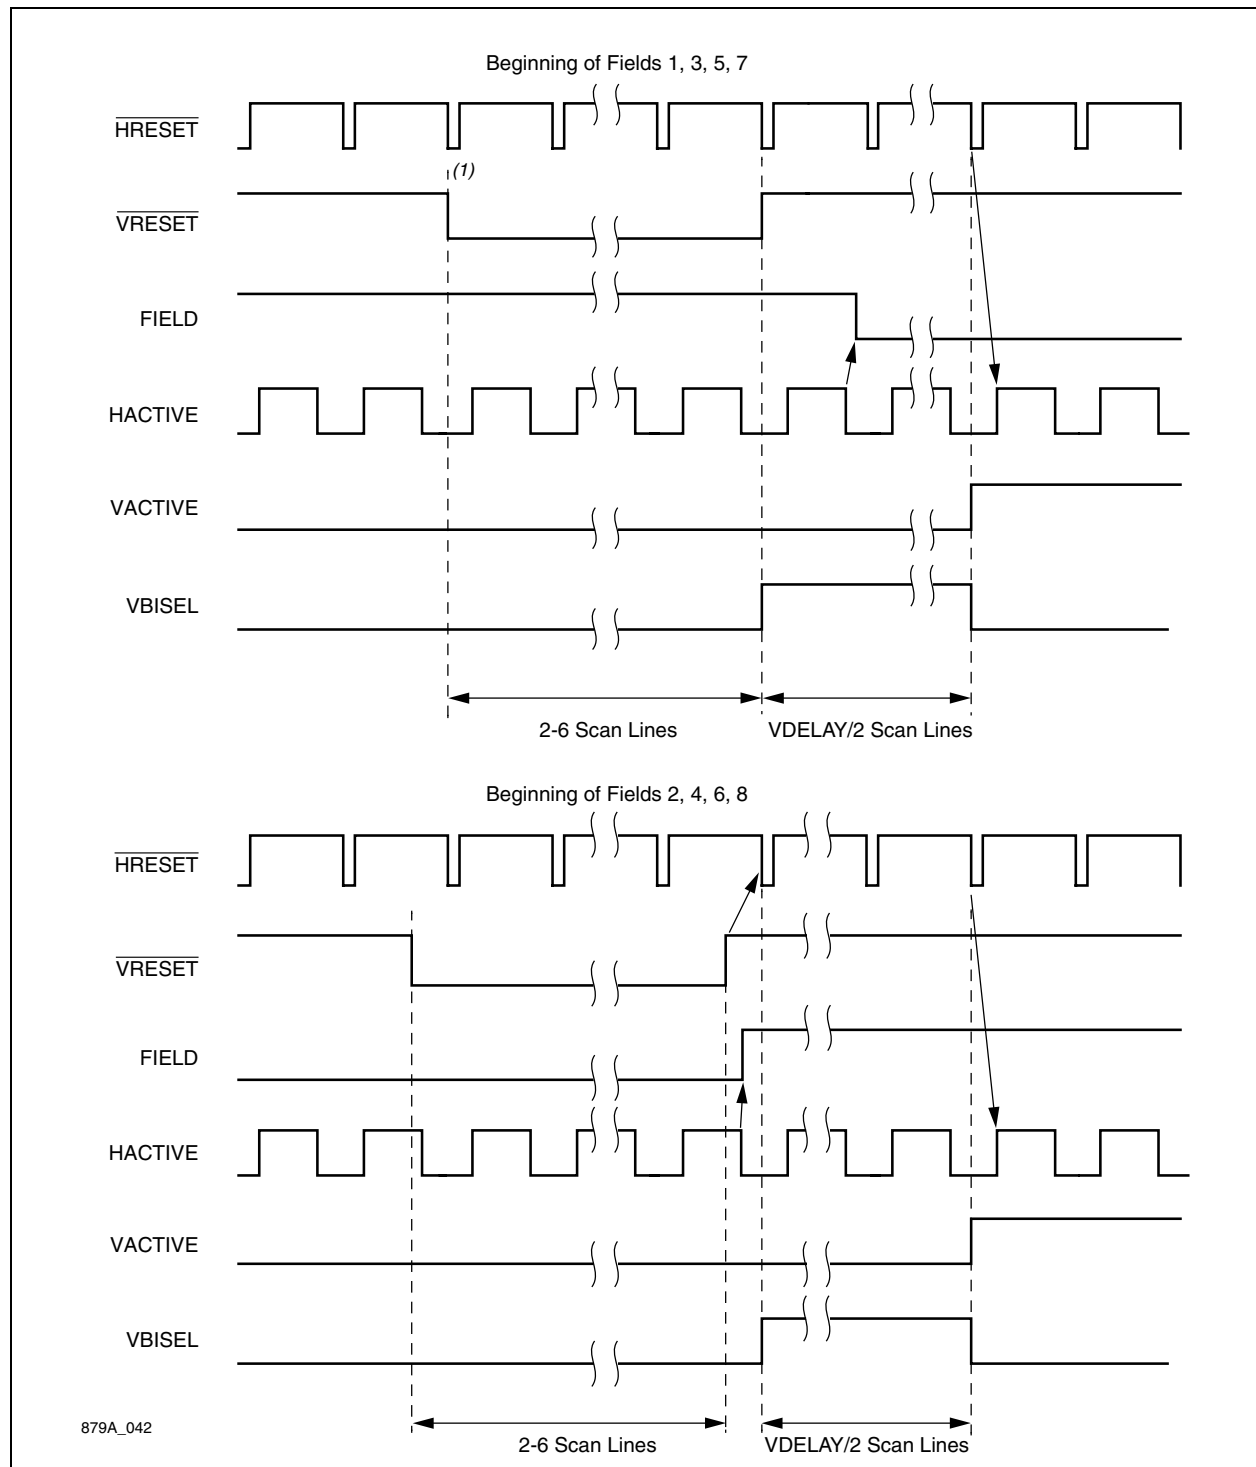 Beginning of Fields 1, 3, 5, 7
HRESET
(1)
VRESET
FIELD
HACTIVE
VACTIVE
VBISEL
2-6 Scan Lines
VDELAY/2 Scan Lines
Beginning of Fields 2, 4, 6, 8
HRESET
VRESET
FIELD
HACTIVE
VACTIVE
VBISEL
879A_042
2-6 Scan Lines
VDELAY/2 Scan Lines